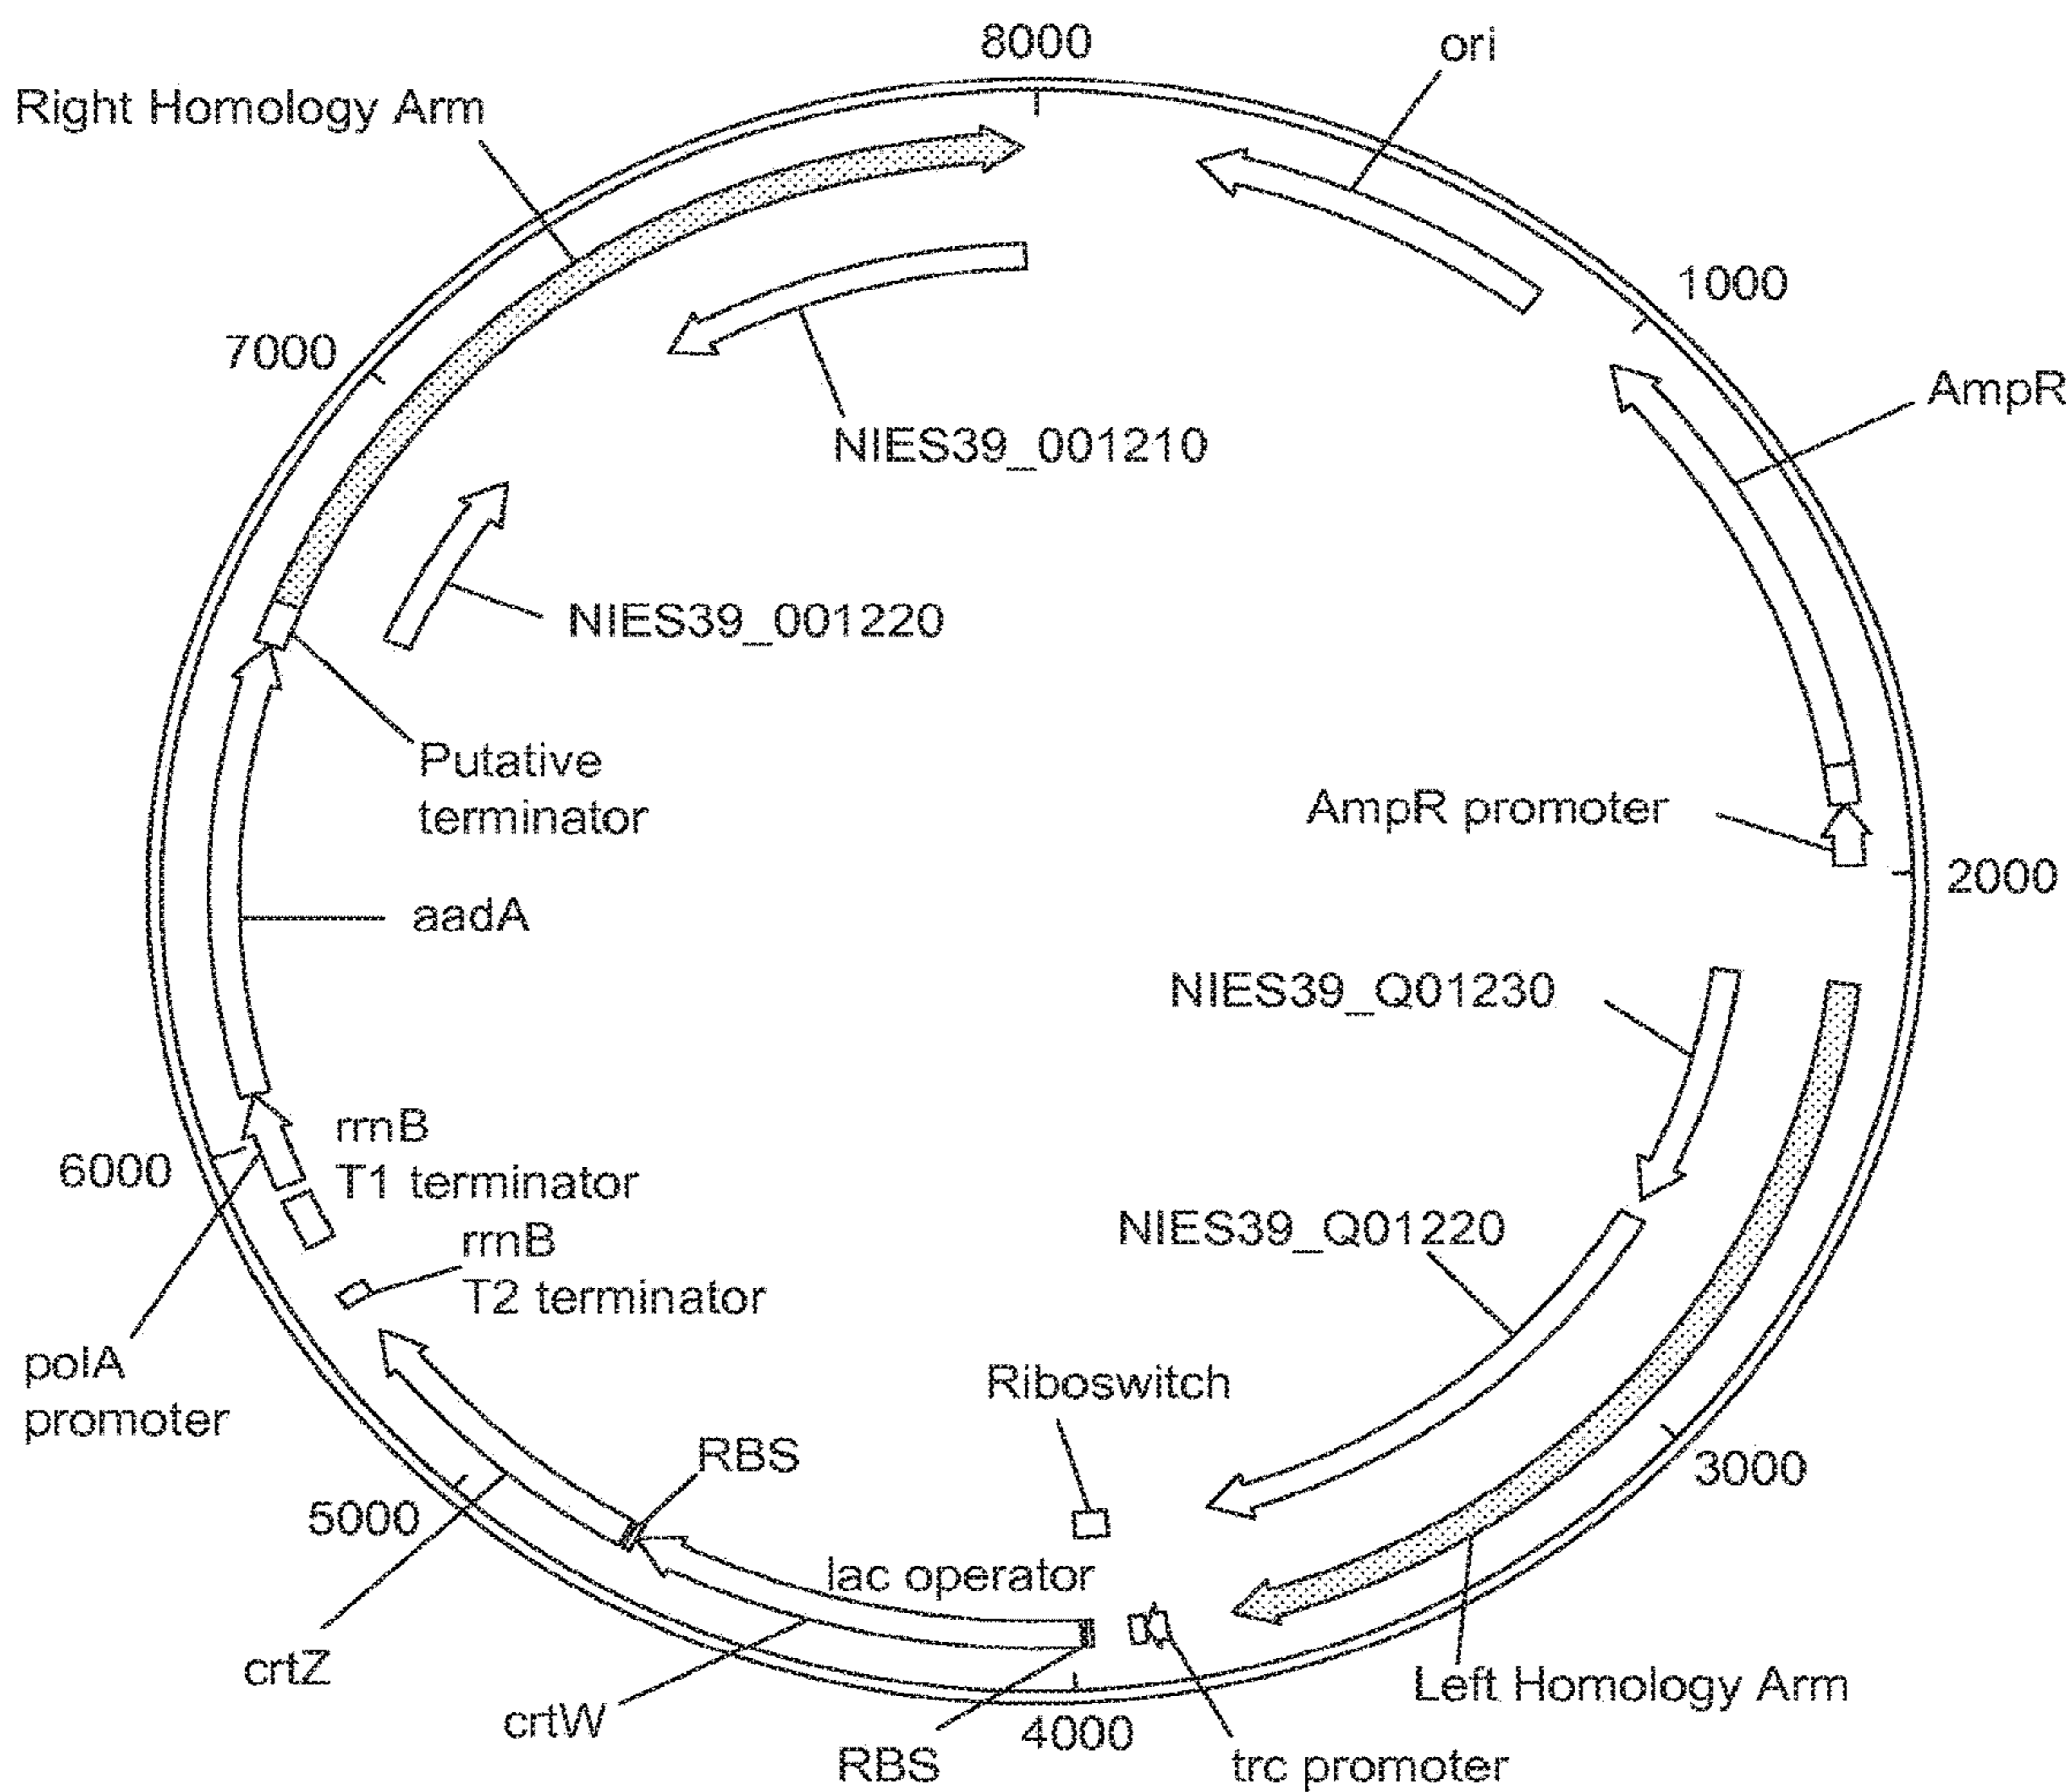 8000
ori
Right Homology Arm
1000
7000
AmpR
NIES39_001210
NIES39_001220
Putative
terminator
AmpR promoter
2000
aadA
NIES39_Q01230
rrnB
T1 terminator
6000
NIES39_Q01220
rrnB
T2 terminator
polA
promoter
Riboswitch
RBS
3000
5000
lac operator
crtZ
Left Homology Arm
crtW
4000
RBS
trc promoter